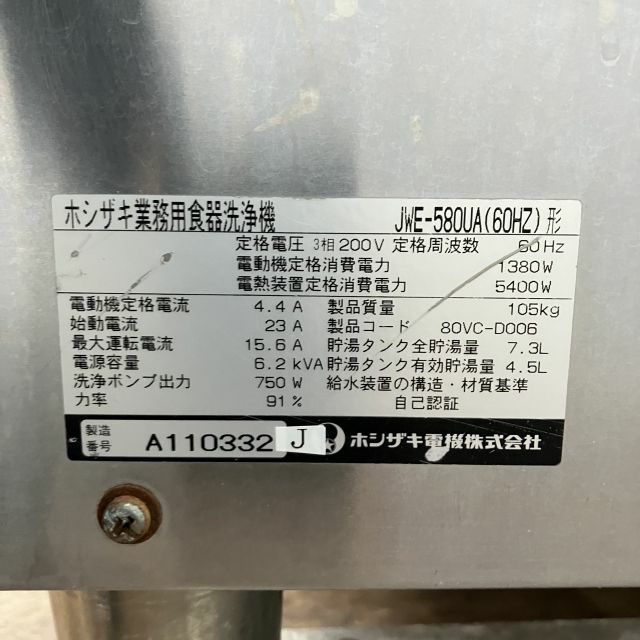 ホシザキ業務用食器洗浄機 JWE-580UA(60HZ)形
定格電圧 3相200V 定格周波数 60Hz
電動機定格消費電力 1380W
電熱装置定格消費電力 5400W
電動機定格電流 4.4A 製品質量 105kg
始動電流 23A 製品コード 80VC-D006
最大運転電流 15.6A 貯湯タンク全貯湯量 7.3L
電源容量 6.2kVA 貯湯タンク有効貯湯量 4.5L
洗浄ポンプ出力 750W 給水装置の構造・材質基準
力率 91% 自己認証
製造番号 A110332 J ホシザキ電機株式会社